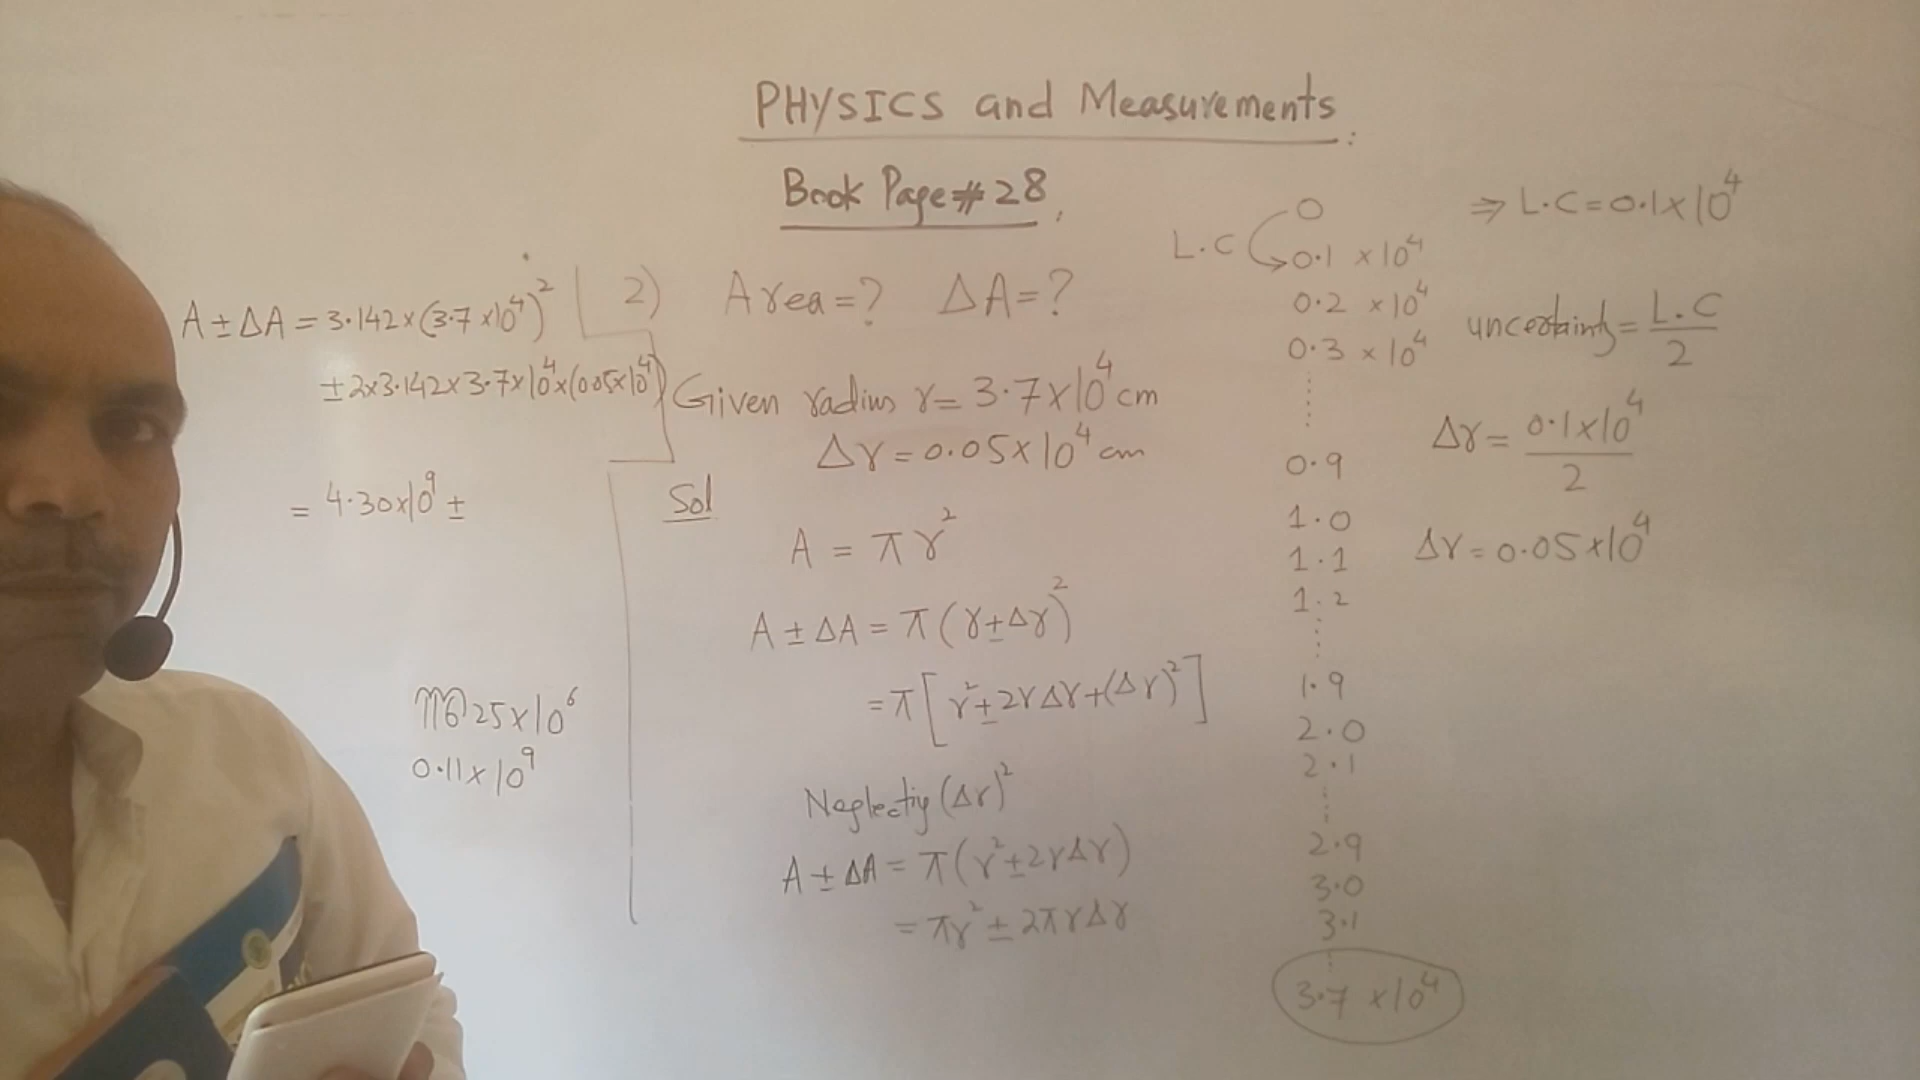 PHYSICS and Measurements
Book Page # 28,
2) Area = ? ΔA = ?
Given radius r = 3.7 x 10⁴ cm
Δr = 0.05 x 10⁴ cm
Sol
A = πr²
A ± ΔA = π(r ± Δr)²
= π[r² ± 2rΔr + (Δr)²]
Neglectig (Δr)²
A ± ΔA = π(r² ± 2rΔr)
= πr² ± 2πrΔr
A ± ΔA = 3.142 x (3.7 x 10⁴)²
± 2 x 3.142 x 3.7 x 10⁴ x (0.05 x 10⁴)
= 4.30 x 10⁹ ±
25 x 10⁶
0.11 x 10⁹
L.C
0
0.1 x 10⁴
0.2 x 10⁴
0.3 x 10⁴
0.9
1.0
1.1
1.2
1.9
2.0
2.1
2.9
3.0
3.1
3.7 x 10⁴
⇒ L.C = 0.1 x 10⁴
uncertainty = L.C / 2
Δr = 0.1 x 10⁴ / 2
Δr = 0.05 x 10⁴